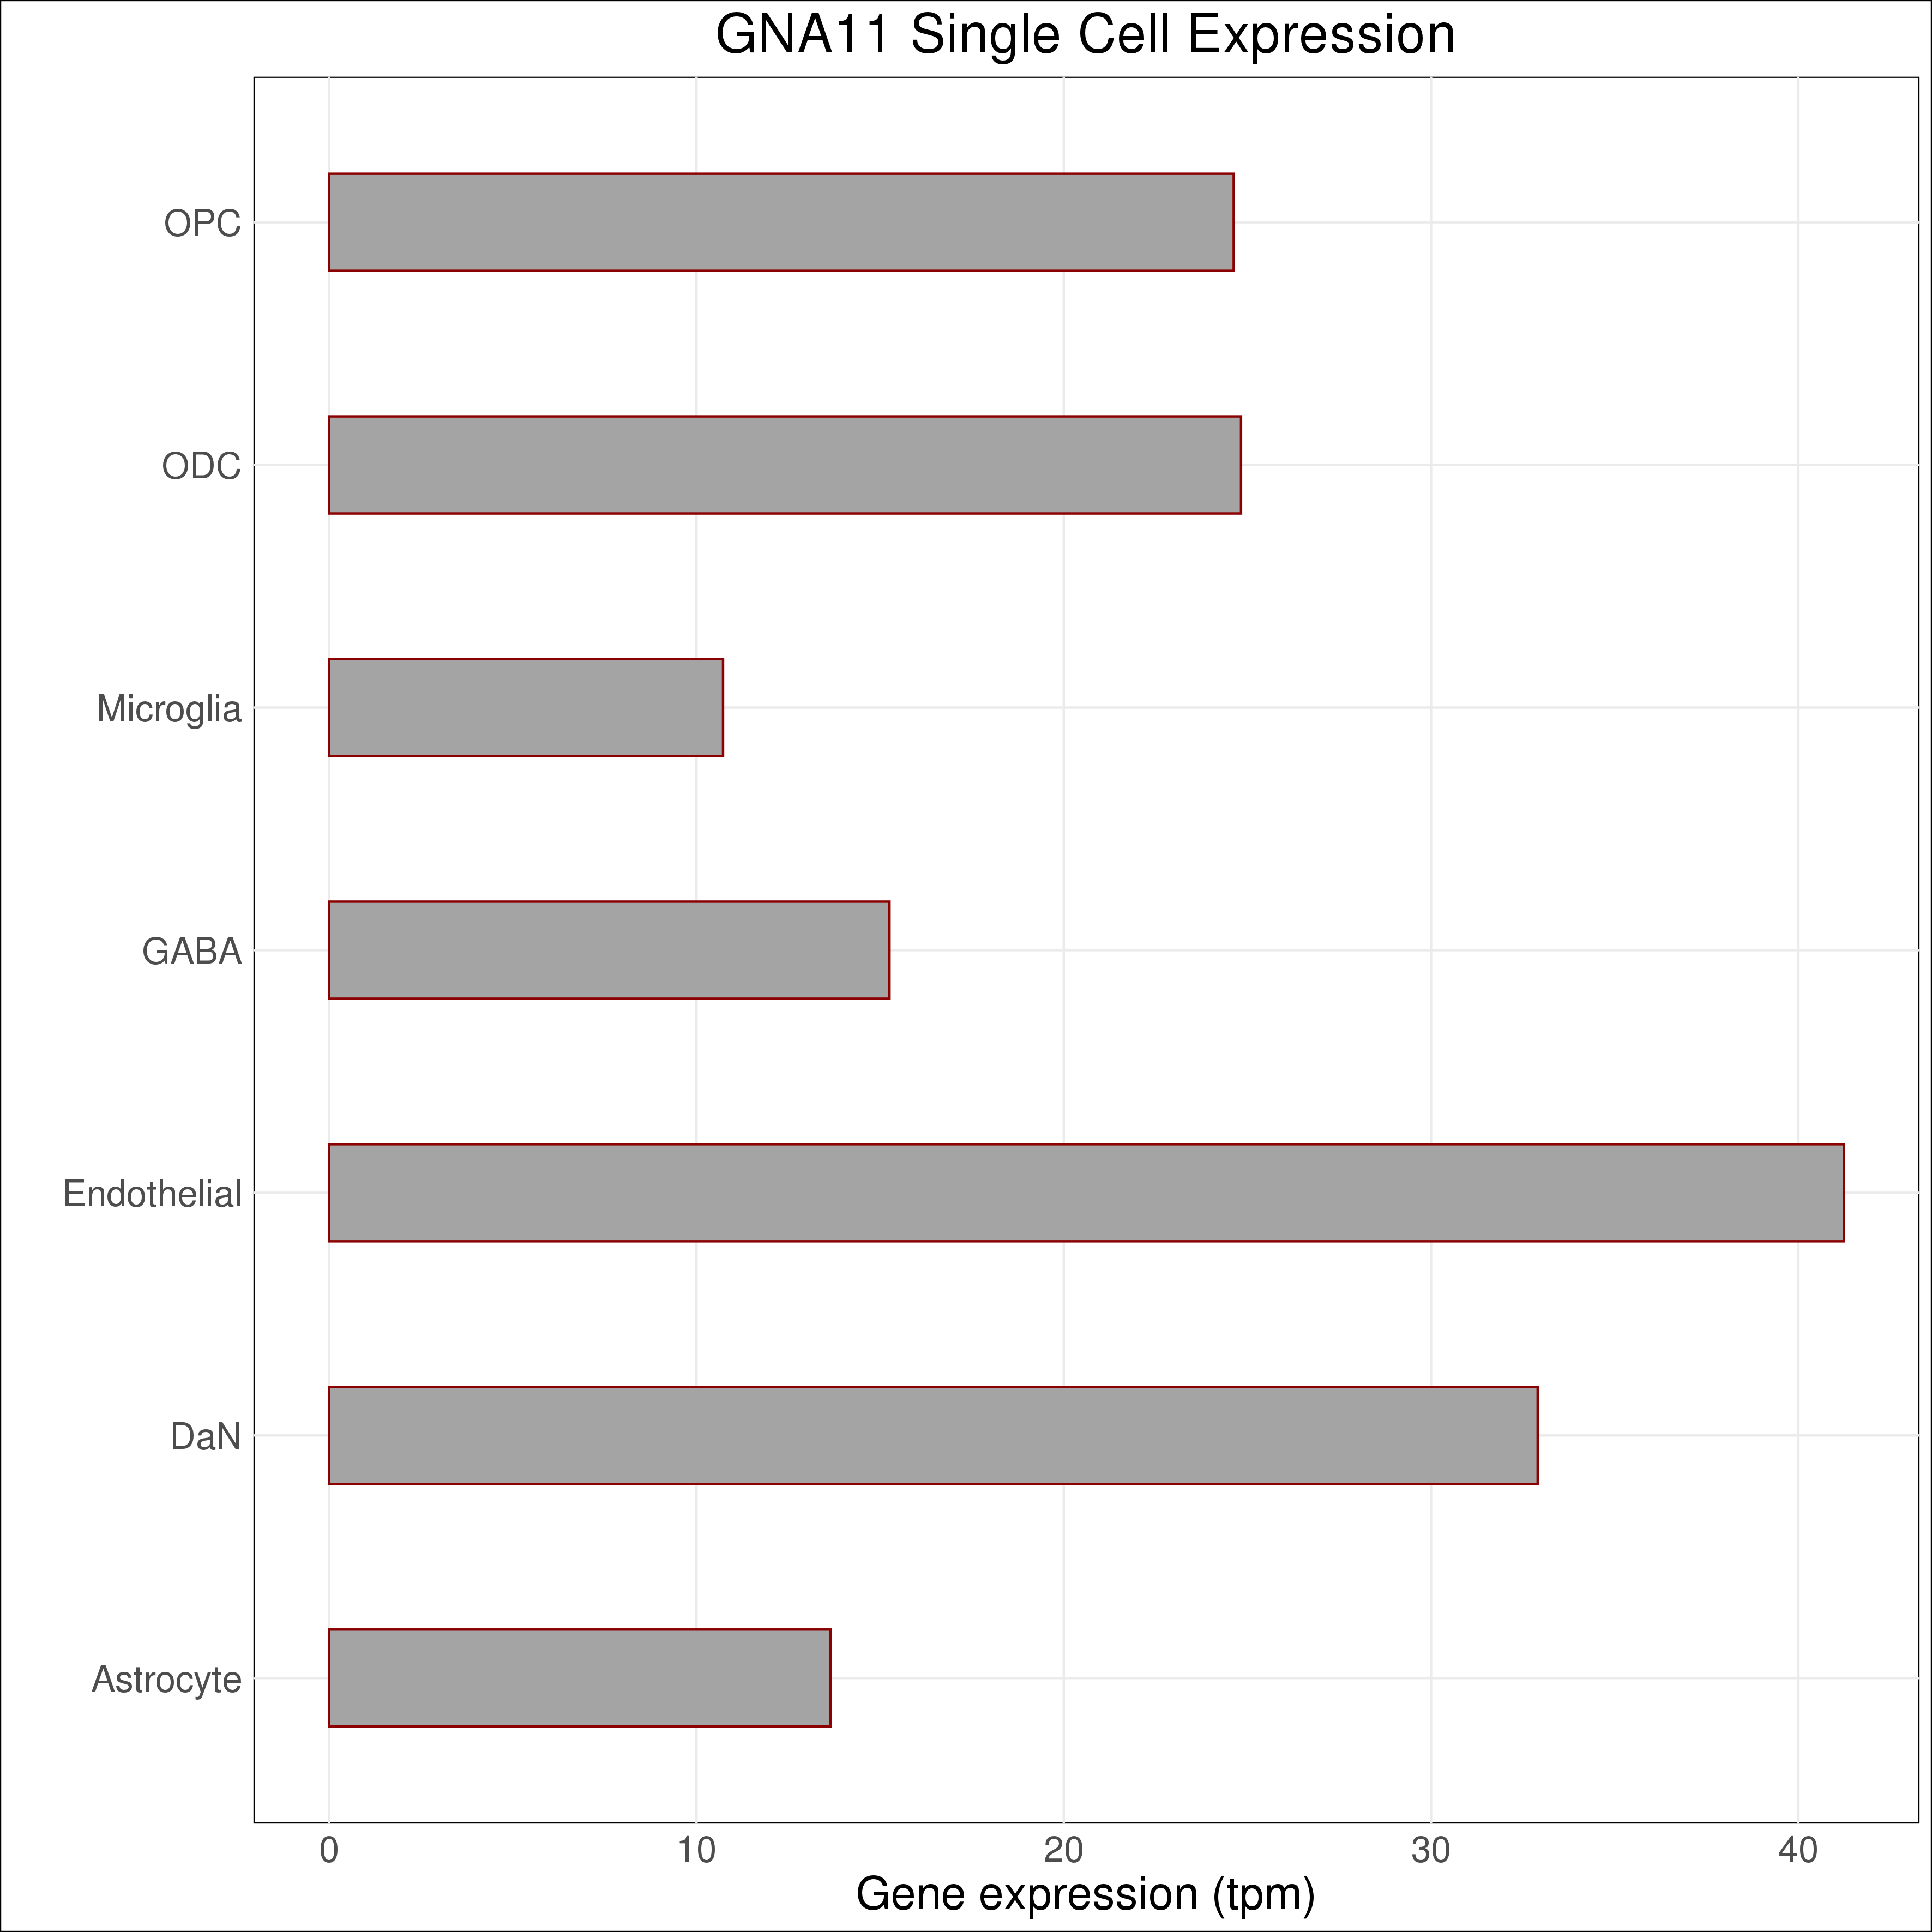 GNA11 Single Cell Expression
OPC
ODC
Microglia
GABA
Endothelial
DaN
Astrocyte
0 10 20 30 40
Gene expression (tpm)